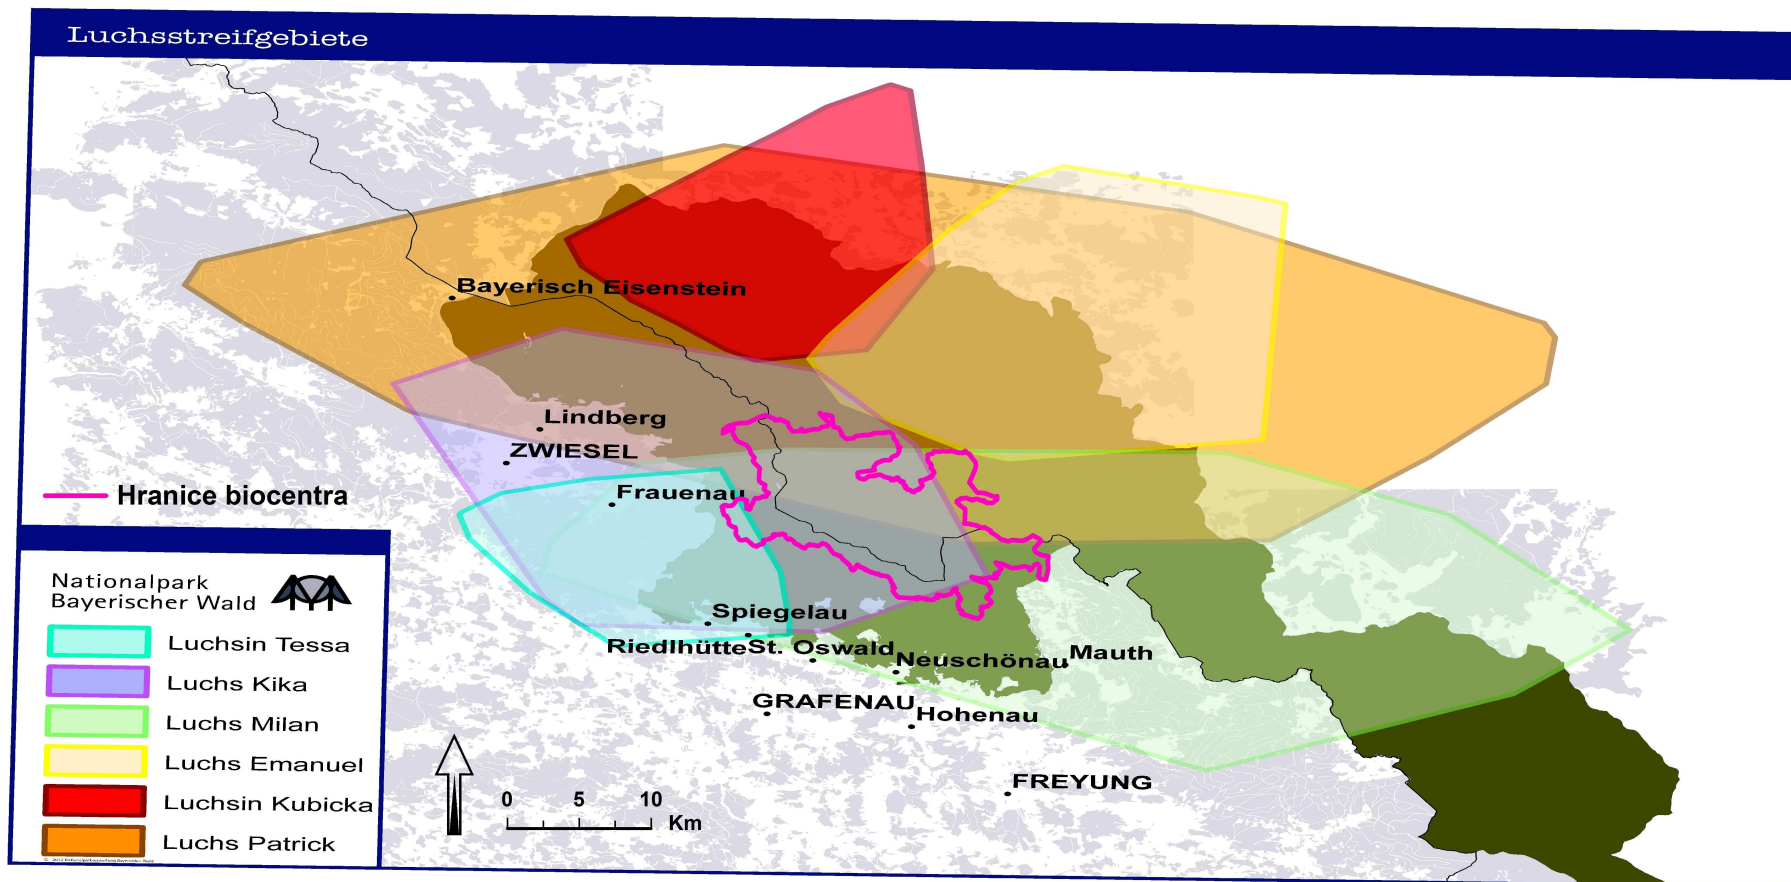 Luchsstreifgebiete
Bayerisch Eisenstein
Lindberg
ZWIESEL
Frauenau
Hranice biocentra
Spiegelau
RiedlhütteSt. Oswald
Neuschönau
Mauth
GRAFENAU
Hohenau
FREYUNG
0 5 10
Km
Nationalpark
Bayerischer Wald
Luchsin Tessa
Luchs Kika
Luchs Milan
Luchs Emanuel
Luchsin Kubicka
Luchs Patrick